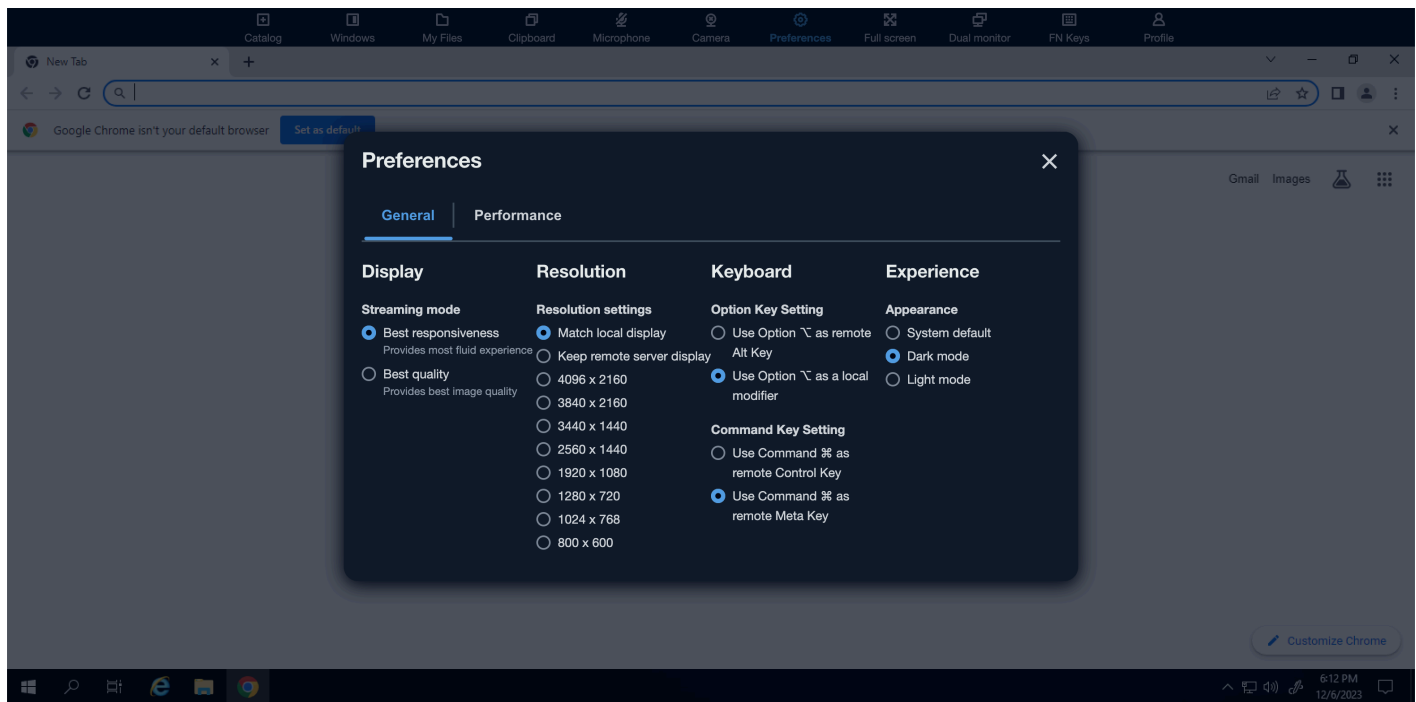 Catalog Windows My Files Clipboard Microphone Camera Preferences Full screen Dual monitor FN Keys Profile
New Tab
Google Chrome isn't your default browser Set as default
Gmail Images
Preferences
General Performance
Display
Streaming mode
Best responsiveness
Provides most fluid experience
Best quality
Provides best image quality
Resolution
Resolution settings
Match local display
Keep remote server display
4096 x 2160
3840 x 2160
3440 x 1440
2560 x 1440
1920 x 1080
1280 x 720
1024 x 768
800 x 600
Keyboard
Option Key Setting
Use Option ⌥ as remote
Alt Key
Use Option ⌥ as a local
modifier
Command Key Setting
Use Command ⌘ as
remote Control Key
Use Command ⌘ as
remote Meta Key
Experience
Appearance
System default
Dark mode
Light mode
Customize Chrome
6:12 PM
12/6/2023